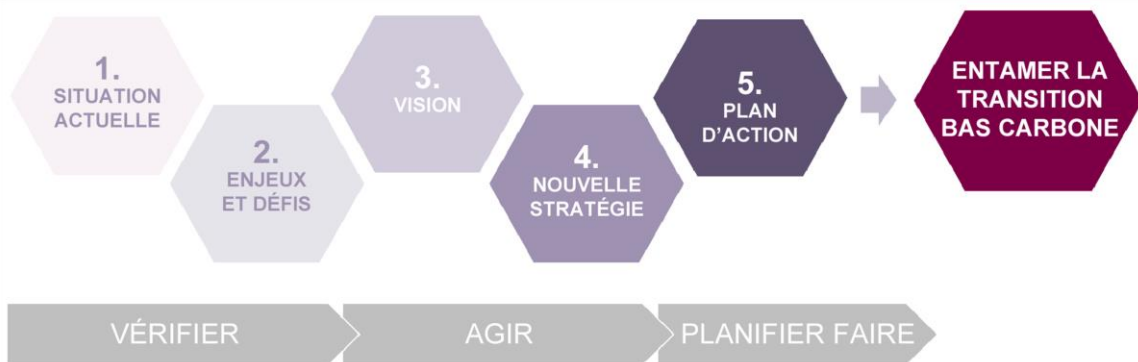 1.
SITUATION
ACTUELLE
2.
ENJEUX
ET DÉFIS
3.
VISION
4.
NOUVELLE
STRATÉGIE
5.
PLAN
D'ACTION
ENTAMER LA
TRANSITION
BAS CARBONE
VÉRIFIER
AGIR
PLANIFIER FAIRE